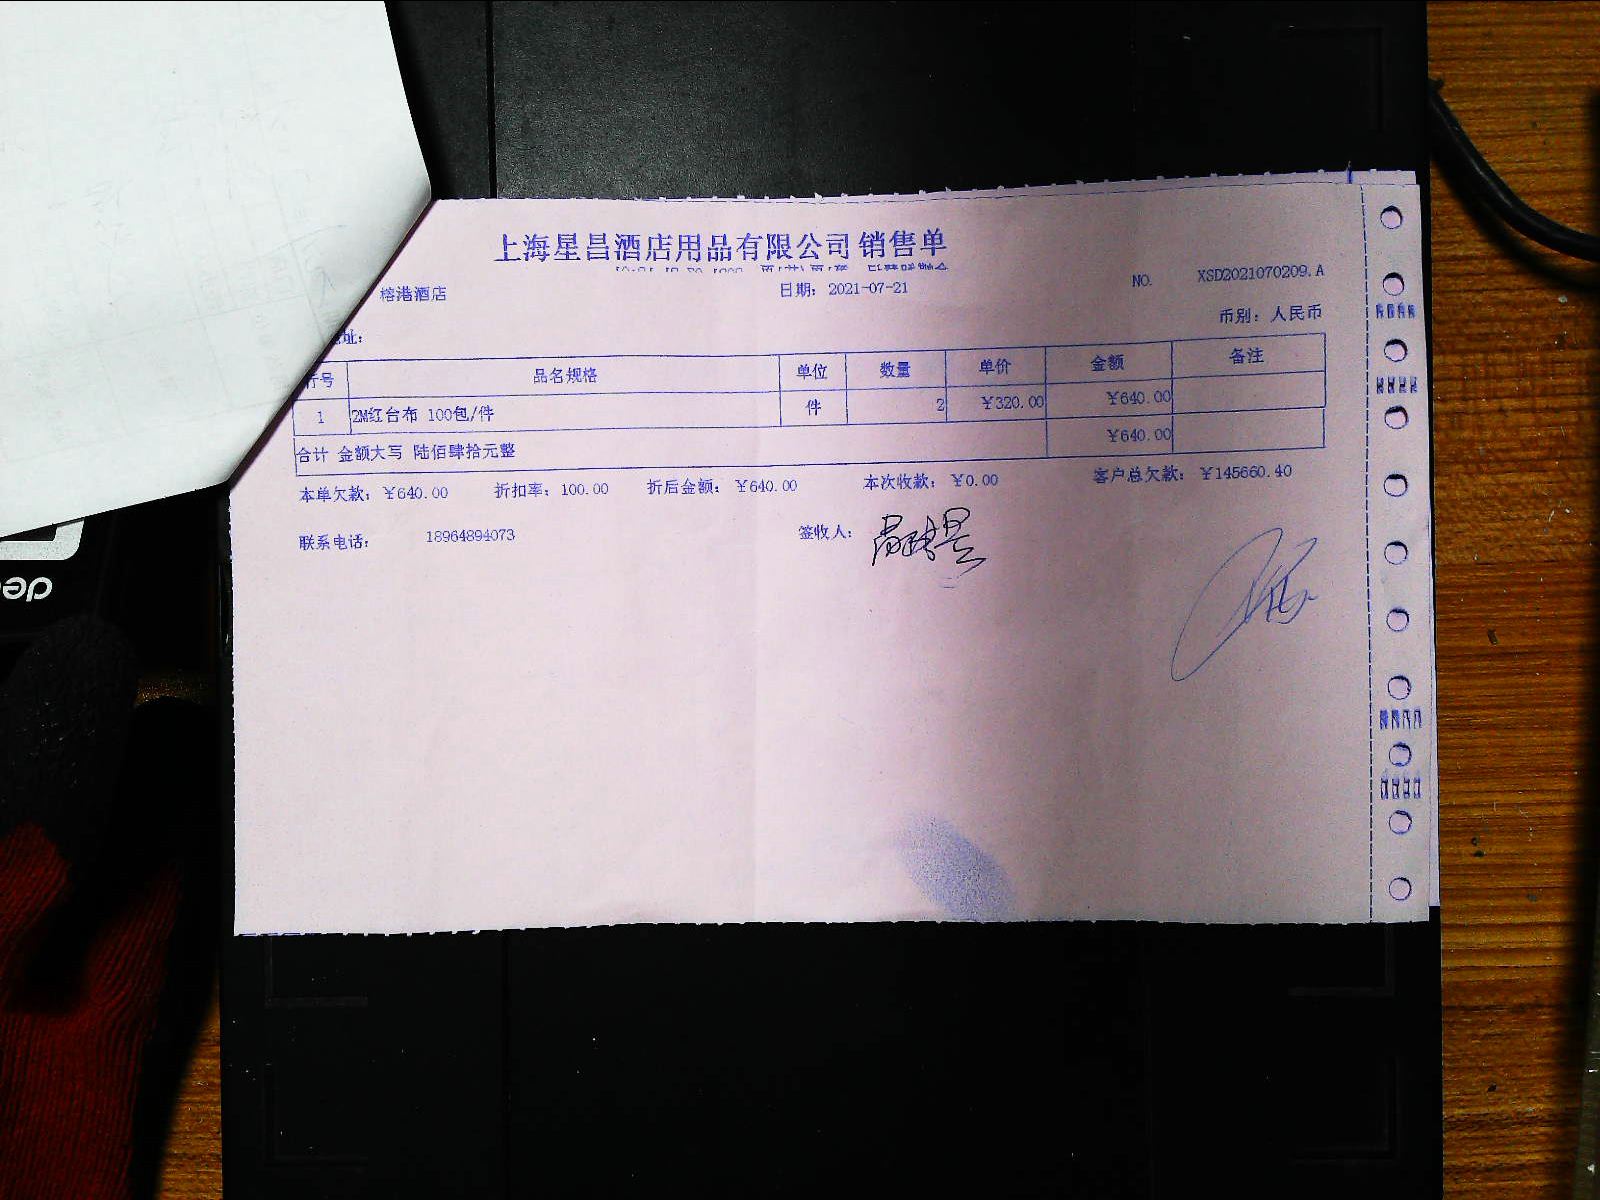 上海星昌酒店用品有限公司 销售单
榕港酒店 日期: 2021-07-21 NO. XSD2021070209.A
址: 币别: 人民币
行号 品名规格 单位 数量 单价 金额 备注
1 2M红台布 100包/件 件 2 ¥320.00 ¥640.00
合计 金额大写 陆佰肆拾元整 ¥640.00
本单欠款: ¥640.00 折扣率: 100.00 折后金额: ¥640.00 本次收款: ¥0.00 客户总欠款: ¥145660.40
联系电话: 18964894073 签收人:
de